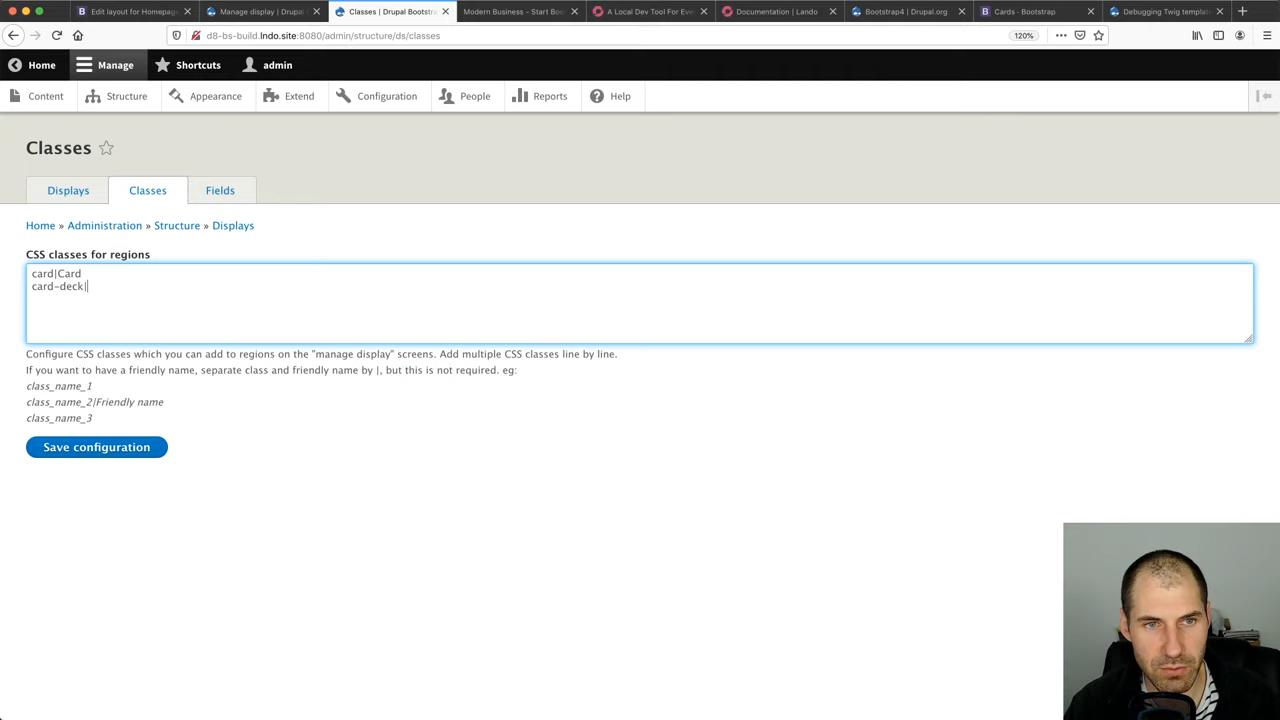 Edit layout for Homepag
Manage display | Drupal
Classes | Drupal Bootstra
Modern Business - Start Boo
A Local Dev Tool For Eve
Documentation | Lando
Bootstrap4 | Drupal.org
Cards · Bootstrap
Debugging Twig template
d8-bs-build.lndo.site:8080/admin/structure/ds/classes
120%
Home Manage Shortcuts admin
Content Structure Appearance Extend Configuration People Reports Help
Classes
Displays Classes Fields
Home » Administration » Structure » Displays
CSS classes for regions
card|Card
card-deck|
Configure CSS classes which you can add to regions on the "manage display" screens. Add multiple CSS classes line by line.
If you want to have a friendly name, separate class and friendly name by |, but this is not required. eg:
class_name_1
class_name_2|Friendly name
class_name_3
Save configuration